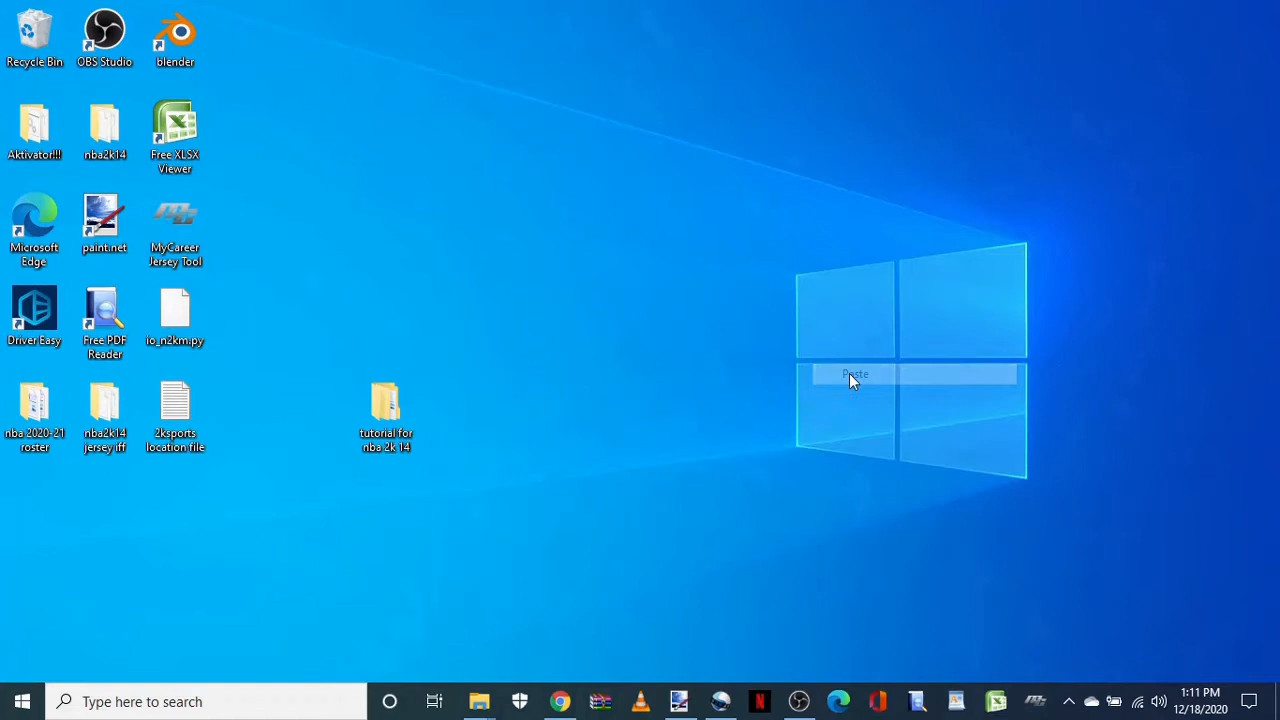 Recycle Bin
OBS Studio
blender
Aktivator!!!
nba2k14
Free XLSX
Viewer
Microsoft
Edge
paint.net
MyCareer
Jersey Tool
Driver Easy
Free PDF
Reader
io_n2km.py
nba 2020-21
roster
nba2k14
jersey iff
2ksports
location file
tutorial for
nba 2k 14
Paste
Type here to search
1:11 PM
12/18/2020